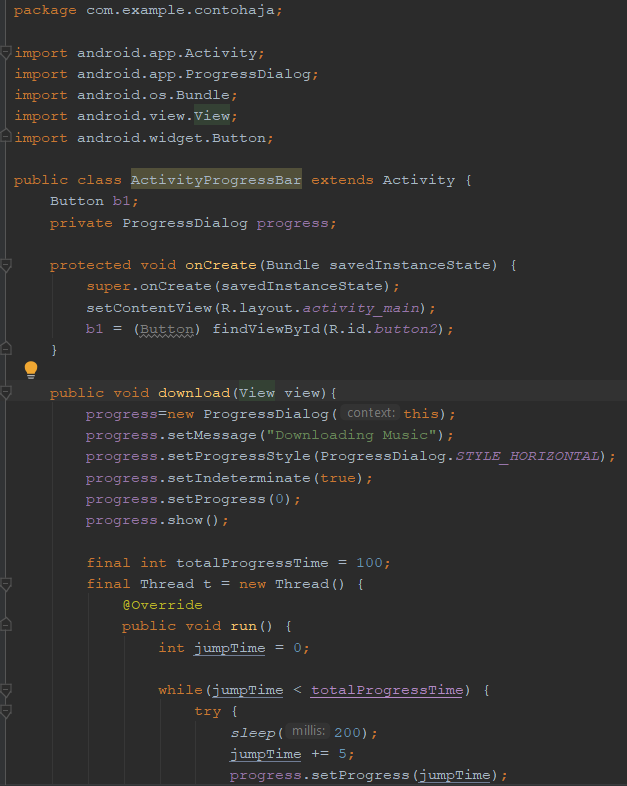 package com.example.contohaja;
import android.app.Activity;
import android.app.ProgressDialog;
import android.os.Bundle;
import android.view.View;
import android.widget.Button;
public class ActivityProgressBar extends Activity {
Button b1;
private ProgressDialog progress;
protected void onCreate(Bundle savedInstanceState) {
super.onCreate(savedInstanceState);
setContentView(R.layout.activity_main);
b1 = (Button) findViewById(R.id.button2);
}
public void download(View view){
progress=new ProgressDialog( context: this);
progress.setMessage("Downloading Music");
progress.setProgressStyle(ProgressDialog.STYLE_HORIZONTAL);
progress.setIndeterminate(true);
progress.setProgress(0);
progress.show();
final int totalProgressTime = 100;
final Thread t = new Thread() {
@Override
public void run() {
int jumpTime = 0;
while(jumpTime < totalProgressTime) {
try {
sleep( millis: 200);
jumpTime += 5;
progress.setProgress(jumpTime);